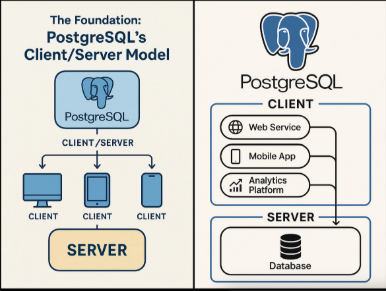 The Foundation:
PostgreSQL's
Client/Server Model
PostgreSQL
CLIENT/SERVER
CLIENT
CLIENT
CLIENT
SERVER
PostgreSQL
CLIENT
Web Service
Mobile App
Analytics
Platform
SERVER
Database